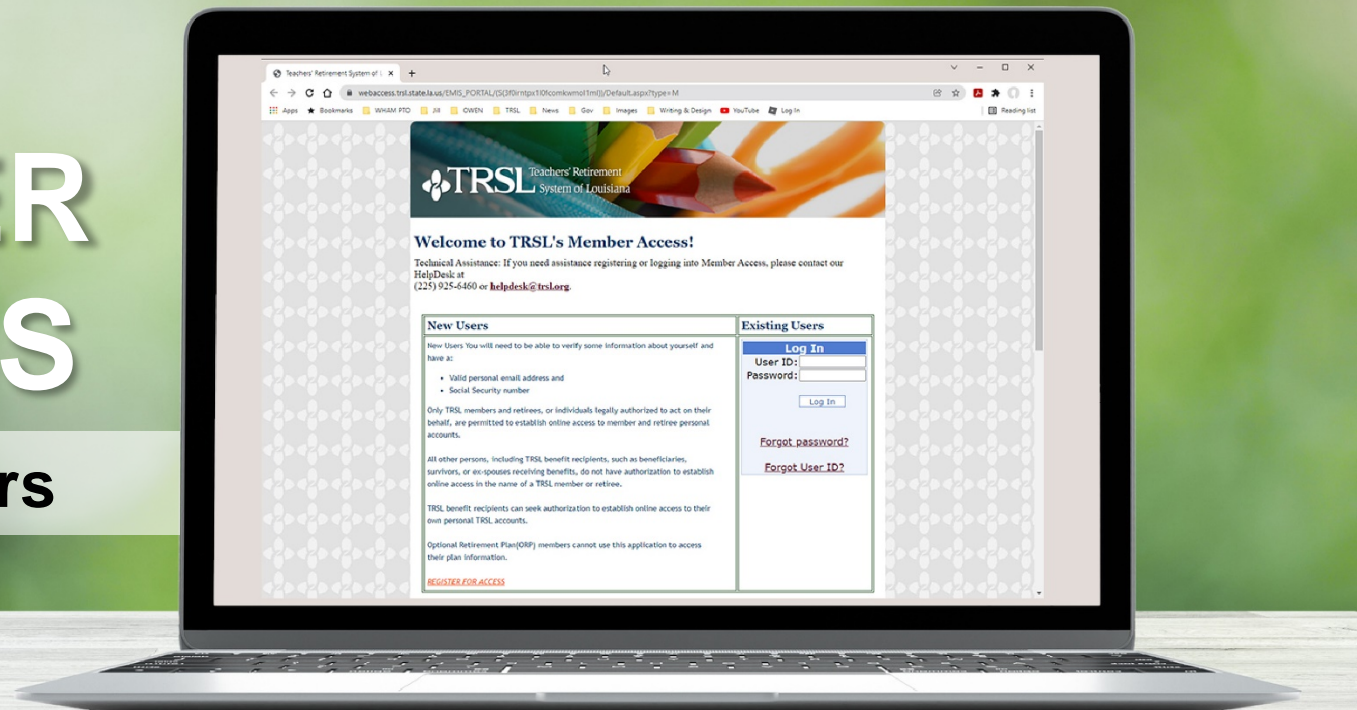 ER
S
rs
Teachers' Retirement System of L
webaccess.trsl.state.la.us/EMIS_PORTAL/(S(3f0irntpx1l0fcomkwmol1ml))/Default.aspx?type=M
Apps Bookmarks WHAM PTO JW OWEN TRSL News Gov Images Writing & Design YouTube Log In Reading list
TRSL Teachers' Retirement
System of Louisiana
Welcome to TRSL's Member Access!
Technical Assistance: If you need assistance registering or logging into Member Access, please contact our
HelpDesk at
(225) 925-6460 or helpdesk@trsl.org.
New Users
New Users You will need to be able to verify some information about yourself and
have a:
• Valid personal email address and
• Social Security number
Only TRSL members and retirees, or individuals legally authorized to act on their
behalf, are permitted to establish online access to member and retiree personal
accounts.
All other persons, including TRSL benefit recipients, such as beneficiaries,
survivors, or ex-spouses receiving benefits, do not have authorization to establish
online access in the name of a TRSL member or retiree.
TRSL benefit recipients can seek authorization to establish online access to their
own personal TRSL accounts.
Optional Retirement Plan(ORP) members cannot use this application to access
their plan information.
REGISTER FOR ACCESS
Existing Users
Log In
User ID:
Password:
Log In
Forgot password?
Forgot User ID?